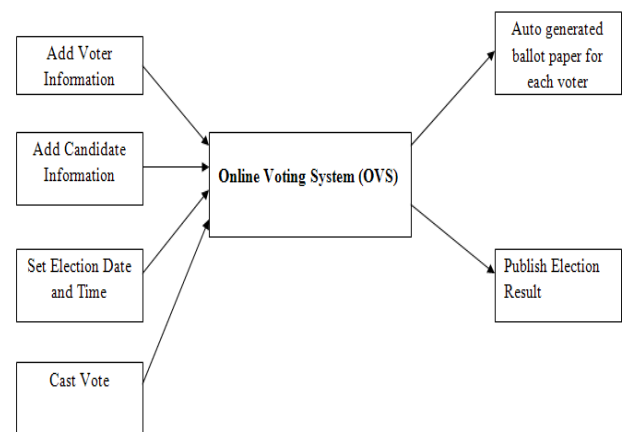 Add Voter
Information
Add Candidate
Information
Set Election Date
and Time
Cast Vote
Online Voting System (OVS)
Auto generated
ballot paper for
each voter
Publish Election
Result